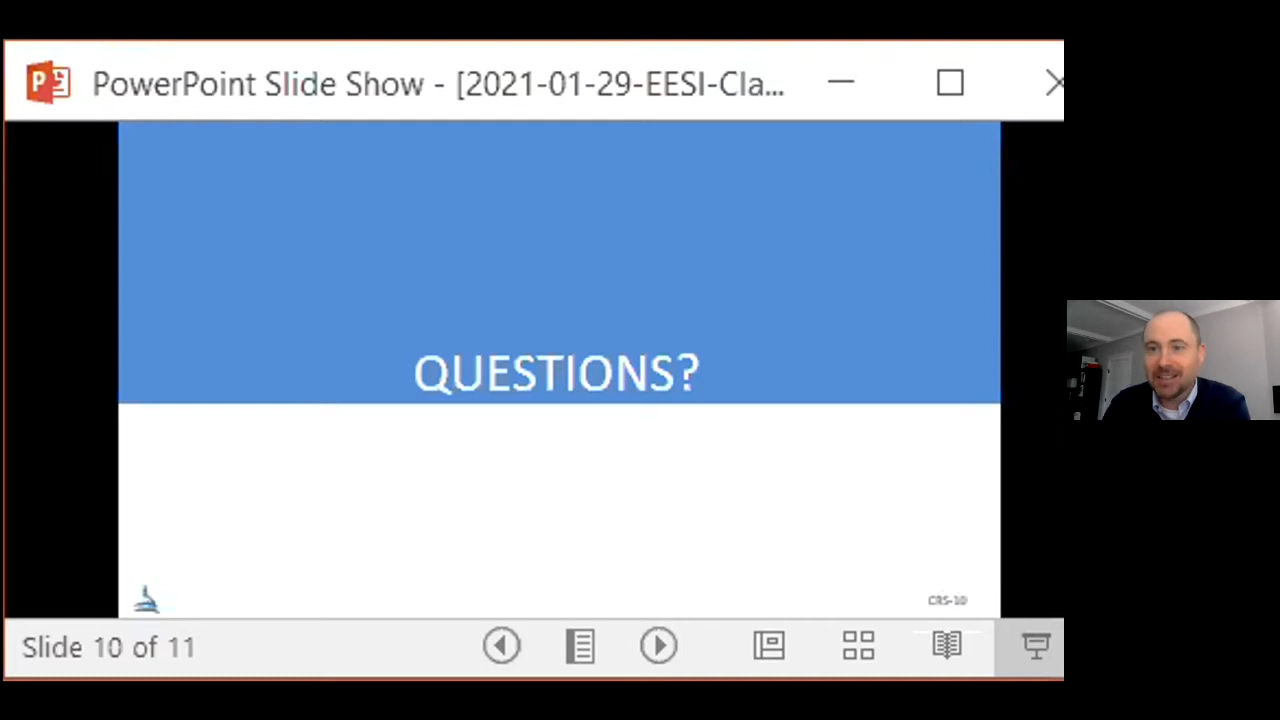 PowerPoint Slide Show - [2021-01-29-EESI-Cla...
QUESTIONS?
CRS-10
Slide 10 of 11